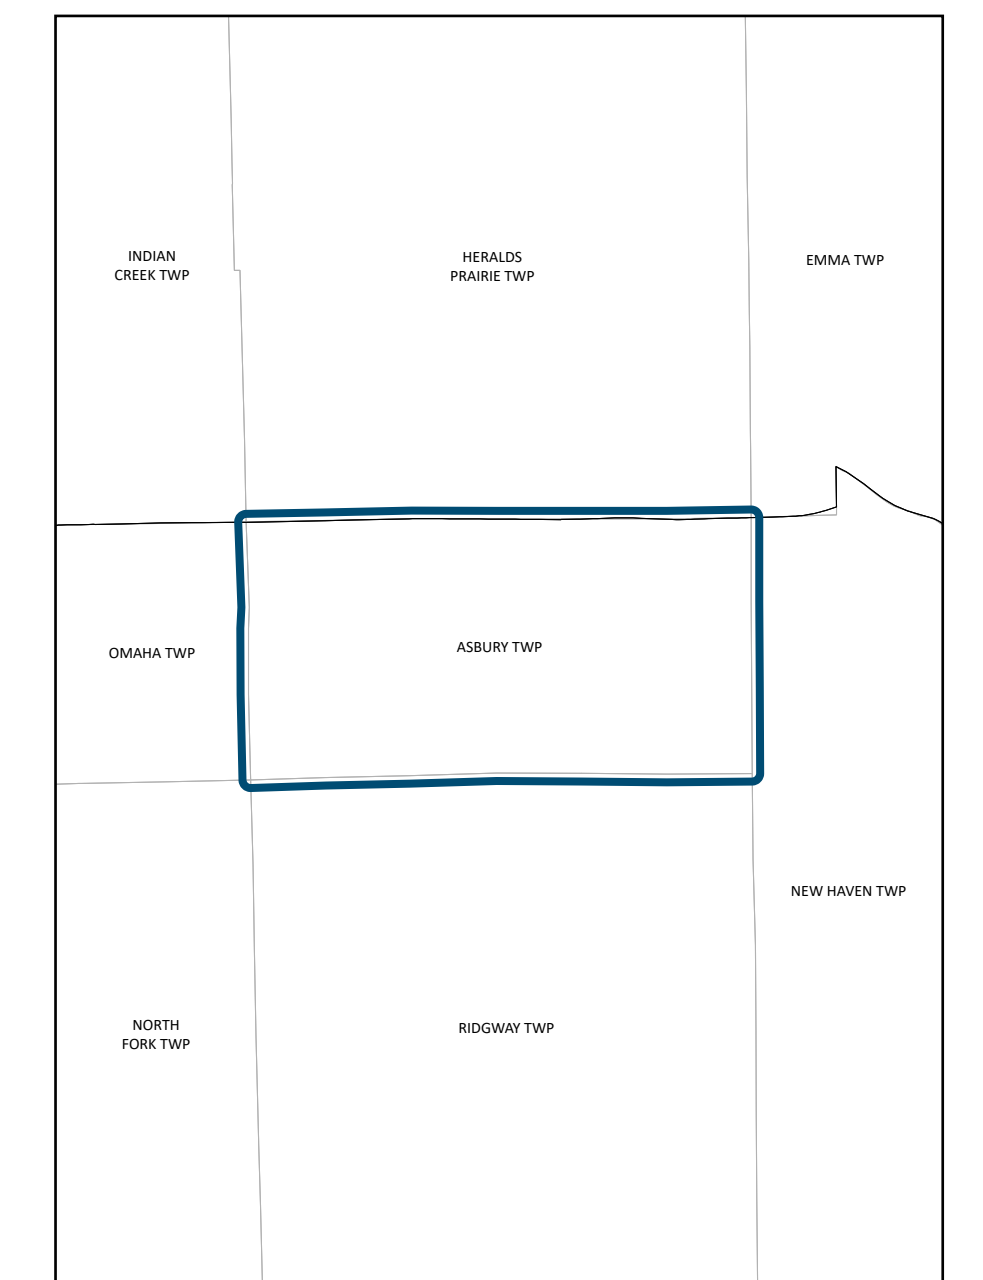 INDIAN
CREEK TWP
HERALDS
PRAIRIE TWP
EMMA TWP
OMAHA TWP
ASBURY TWP
NEW HAVEN TWP
NORTH
FORK TWP
RIDGWAY TWP